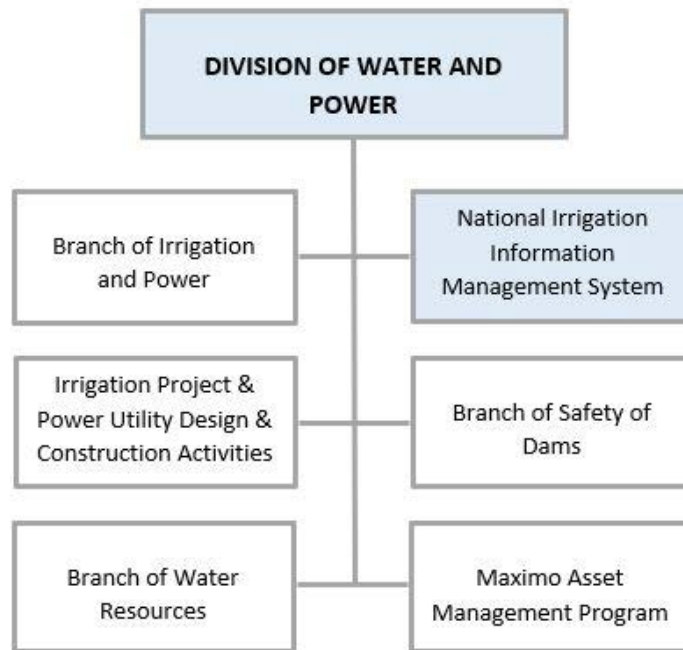 DIVISION OF WATER AND
POWER
Branch of Irrigation
and Power
National Irrigation
Information
Management System
Irrigation Project &
Power Utility Design &
Construction Activities
Branch of Safety of
Dams
Branch of Water
Resources
Maximo Asset
Management Program